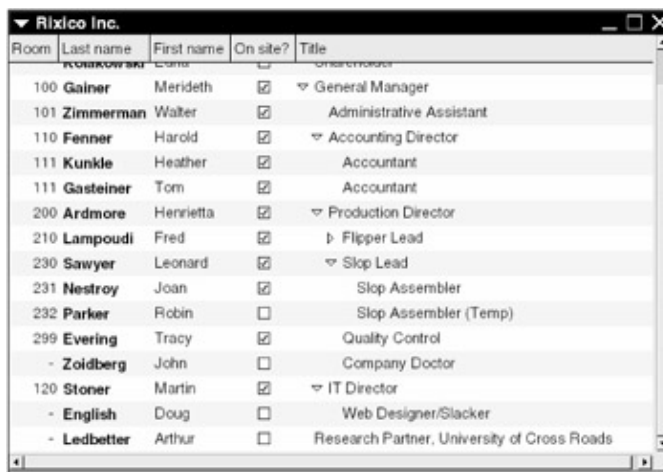 Rixico Inc.
Room Last name First name On site? Title
Kolakowski Edna Shareholder
100 Gainer Merideth General Manager
101 Zimmerman Walter Administrative Assistant
110 Fenner Harold Accounting Director
111 Kunkle Heather Accountant
111 Gasteiner Tom Accountant
200 Ardmore Henrietta Production Director
210 Lampoudi Fred Flipper Lead
230 Sawyer Leonard Slop Lead
231 Nestroy Joan Slop Assembler
232 Parker Robin Slop Assembler (Temp)
299 Evering Tracy Quality Control
- Zoidberg John Company Doctor
120 Stoner Martin IT Director
- English Doug Web Designer/Slacker
- Ledbetter Arthur Research Partner, University of Cross Roads